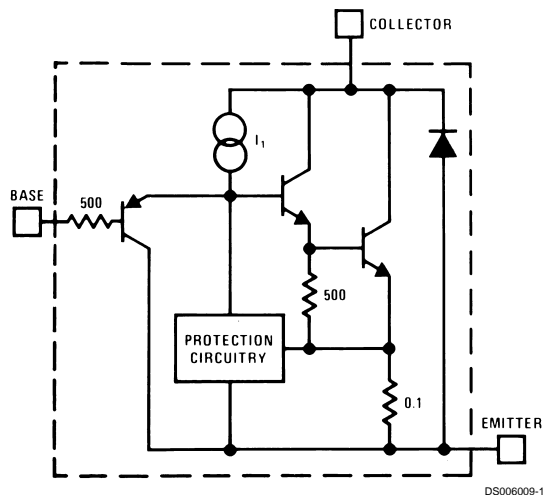 COLLECTOR
I₁
BASE
500
500
PROTECTION
CIRCUITRY
0.1
EMITTER
DS006009-1